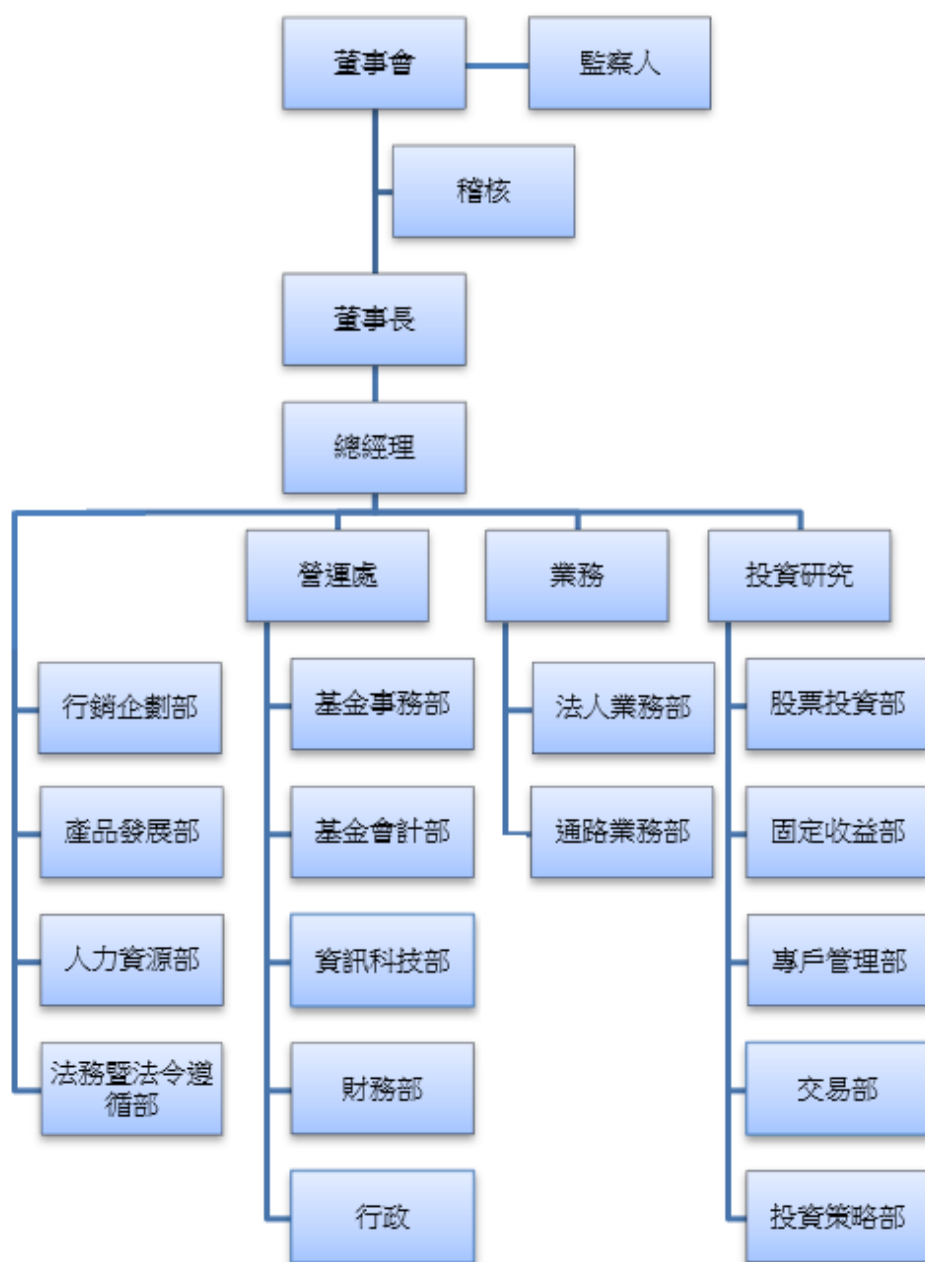 董事會
監察人
稽核
董事長
總經理
營運處
業務
投資研究
行銷企劃部
基金事務部
法人業務部
股票投資部
產品發展部
基金會計部
通路業務部
固定收益部
人力資源部
資訊科技部
專戶管理部
法務暨法令遵
循部
財務部
交易部
行政
投資策略部